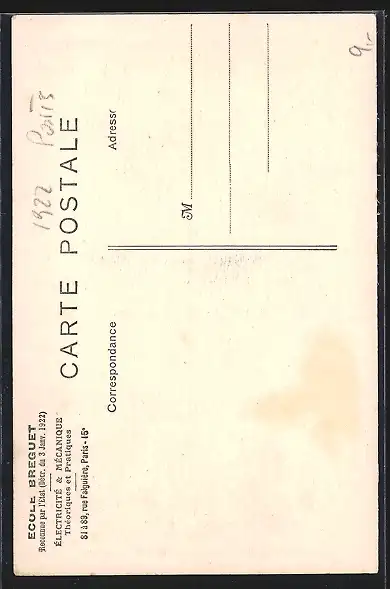 ECOLE BREGUET
Reconnue par l'Etat (Décr. du 3 Janv. 1922)
ÉLECTRICITÉ & MÉCANIQUE
Théoriques et Pratiques
81 à 89, rue Falguière, Paris - 15e
1922 Paris
CARTE POSTALE
Correspondance
Adresse
M
9,-